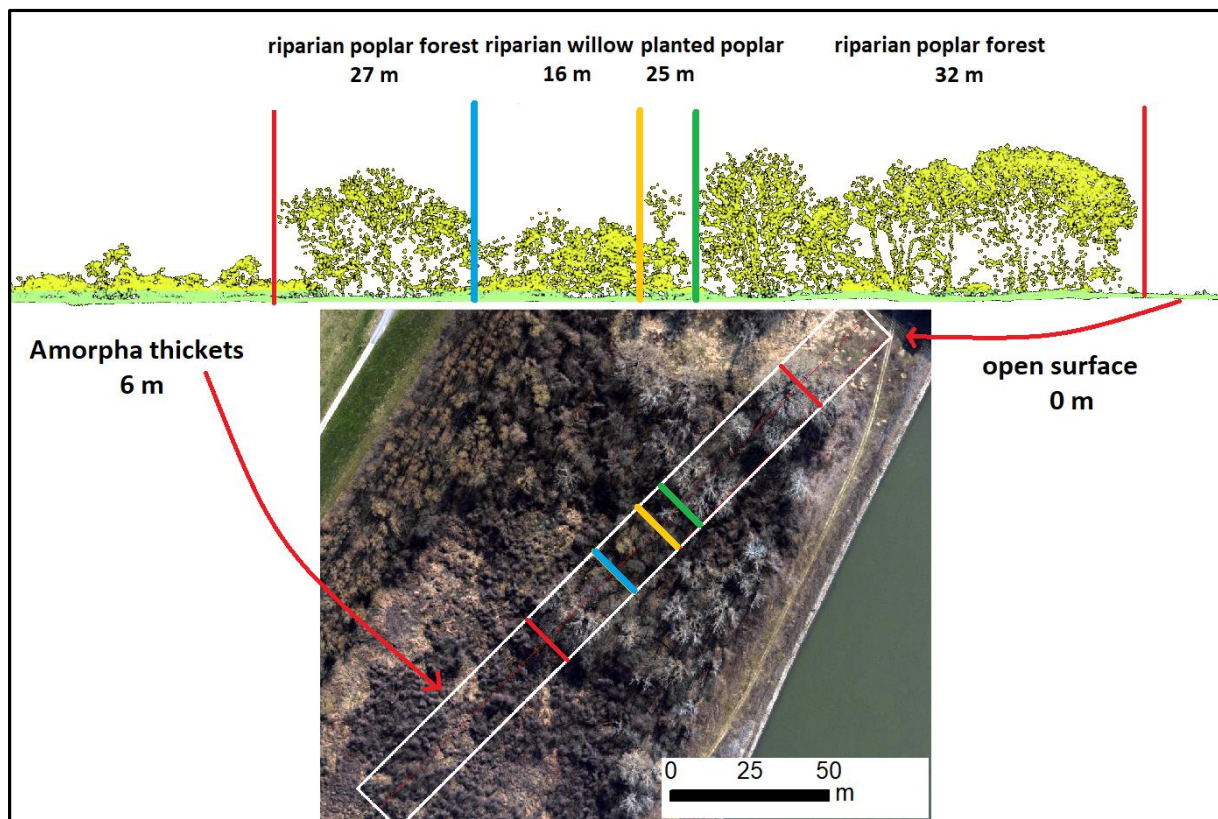 riparian poplar forest
27 m
riparian willow
16 m
planted poplar
25 m
riparian poplar forest
32 m
Amorpha thickets
6 m
open surface
0 m
0 25 50
m